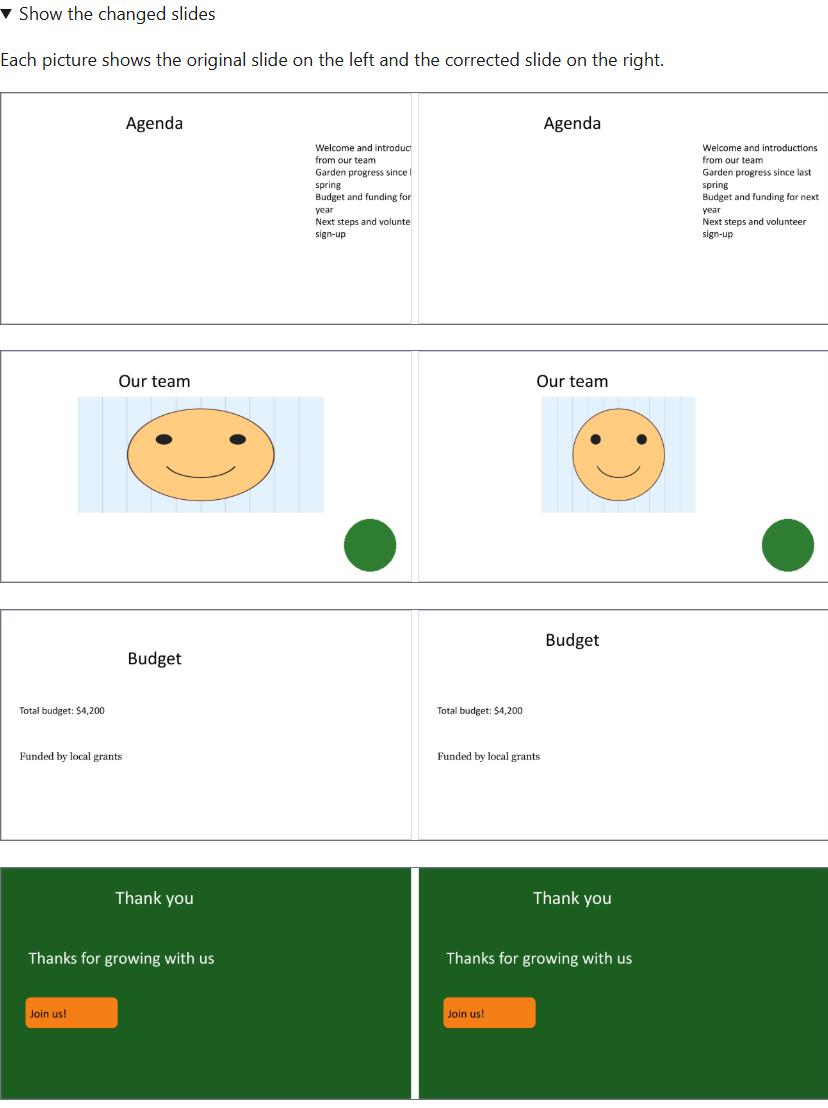 ▼ Show the changed slides
Each picture shows the original slide on the left and the corrected slide on the right.
Agenda
Welcome and introduc
from our team
Garden progress since
spring
Budget and funding for
year
Next steps and volunte
sign-up
Agenda
Welcome and introductions
from our team
Garden progress since last
spring
Budget and funding for next
year
Next steps and volunteer
sign-up
Our team
Our team
Budget
Total budget: $4,200
Funded by local grants
Budget
Total budget: $4,200
Funded by local grants
Thank you
Thanks for growing with us
Join us!
Thank you
Thanks for growing with us
Join us!